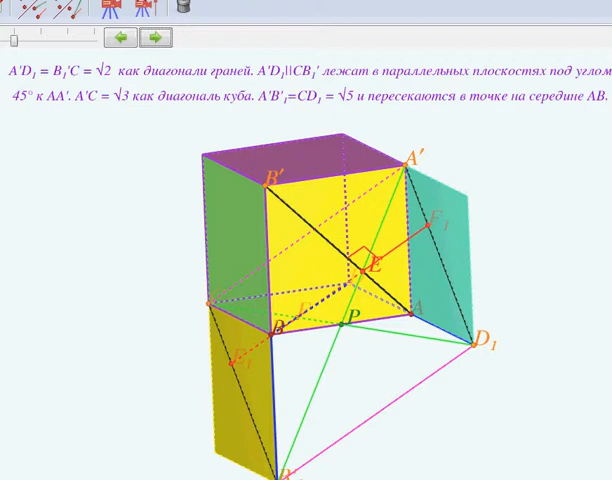 A'D₁ = B₁'C = √2 как диагонали граней. A'D₁||CB₁' лежат в параллельных плоскостях под углом
45° к AA'. A'C = √3 как диагональ куба. A'B'₁=CD₁ = √5 и пересекаются в точке на середине AB.
A'
B'
F₁
E
B
P
A
D₁
E₁